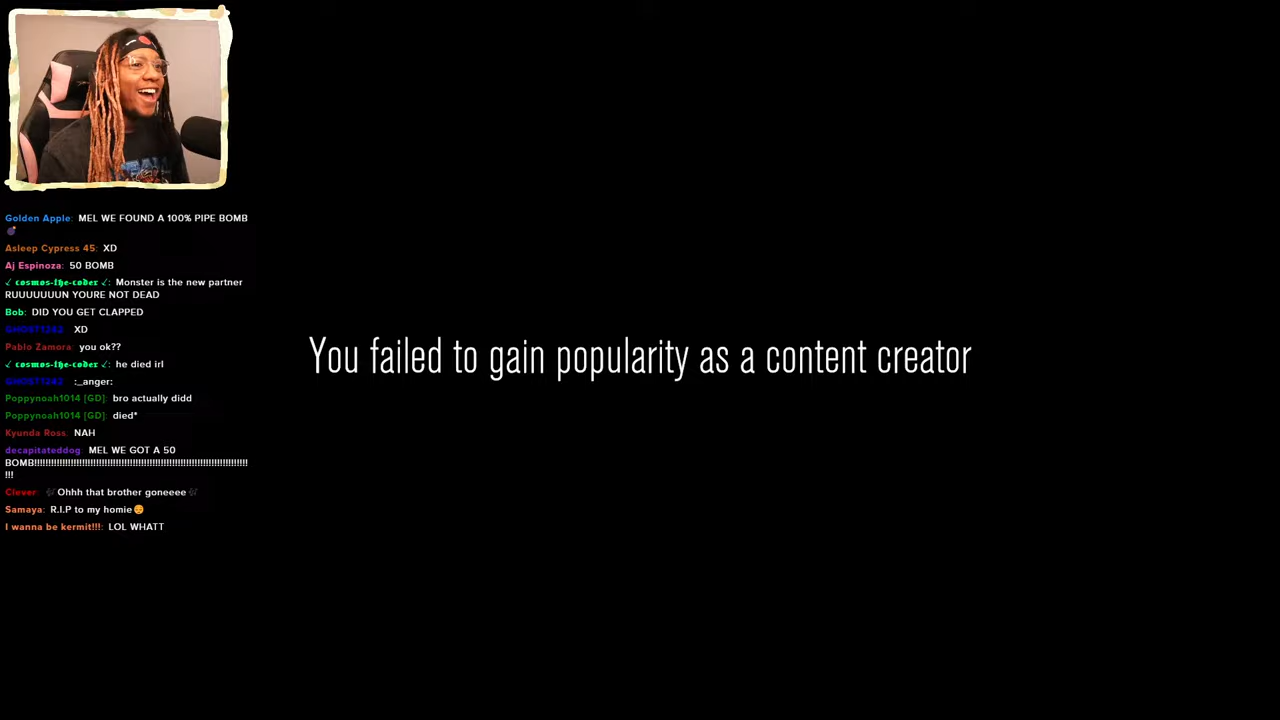 Golden Apple: MEL WE FOUND A 100% PIPE BOMB
💣
Asleep Cypress 45: XD
Aj Espinoza: 50 BOMB
✓ 𝖈𝖔𝖘𝖒𝖔𝖘-𝖙𝖍𝖊-𝖈𝖔𝖉𝖊𝖗 ✓: Monster is the new partner
RUUUUUUUN YOURE NOT DEAD
Bob: DID YOU GET CLAPPED
XD
Pablo Zamora: you ok??
✓ 𝖈𝖔𝖘𝖒𝖔𝖘-𝖙𝖍𝖊-𝖈𝖔𝖉𝖊𝖗 ✓: he died irl
:_anger:
Poppynoah1014 [GD]: bro actually didd
Poppynoah1014 [GD]: died*
Kyunda Ross: NAH
decapitateddog: MEL WE GOT A 50
BOMB!!!!!!!!!!!!!!!!!!!!!!!!!!!!!!!!!!!!!!!!!!!!!!!!!!!!!!!!!!!!!!!!!!!!!!!!!!!
!!!
Clever: 🎶Ohhh that brother goneeee🎶
Samaya: R.I.P to my homie😔
I wanna be kermit!!!: LOL WHATT
You failed to gain popularity as a content creator